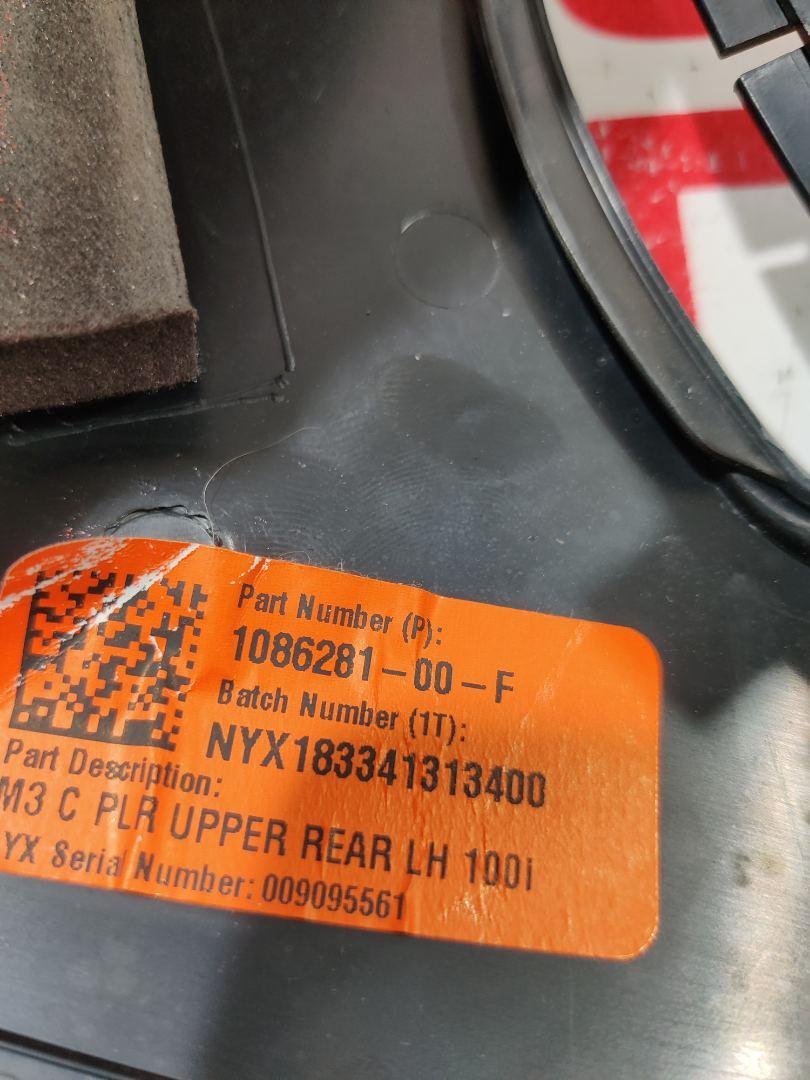 Part Number (P):
1086281-00-F
Batch Number (1T):
NYX183341313400
Part Description:
M3 C PLR UPPER REAR LH 100i
YX Serial Number: 009095561